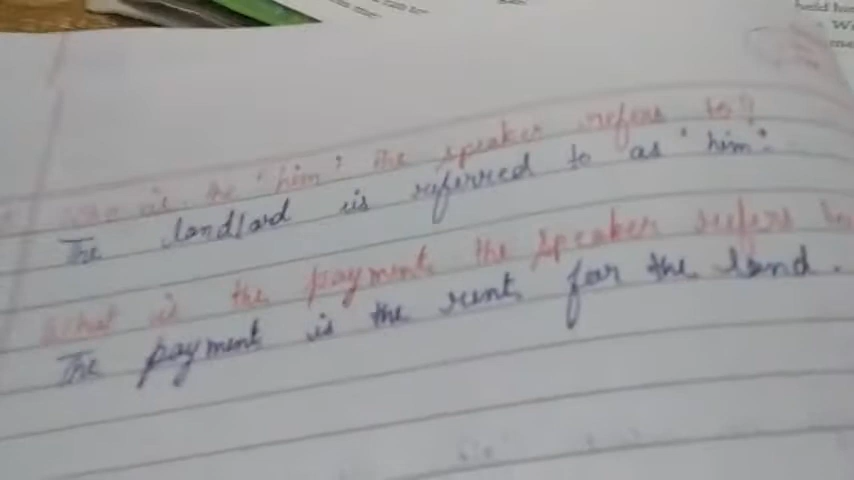 Who is the 'him' the speaker refers to?
The landlard is referred to as 'him'.
What is the payment the speaker refers to
The payment is the rent for the land.